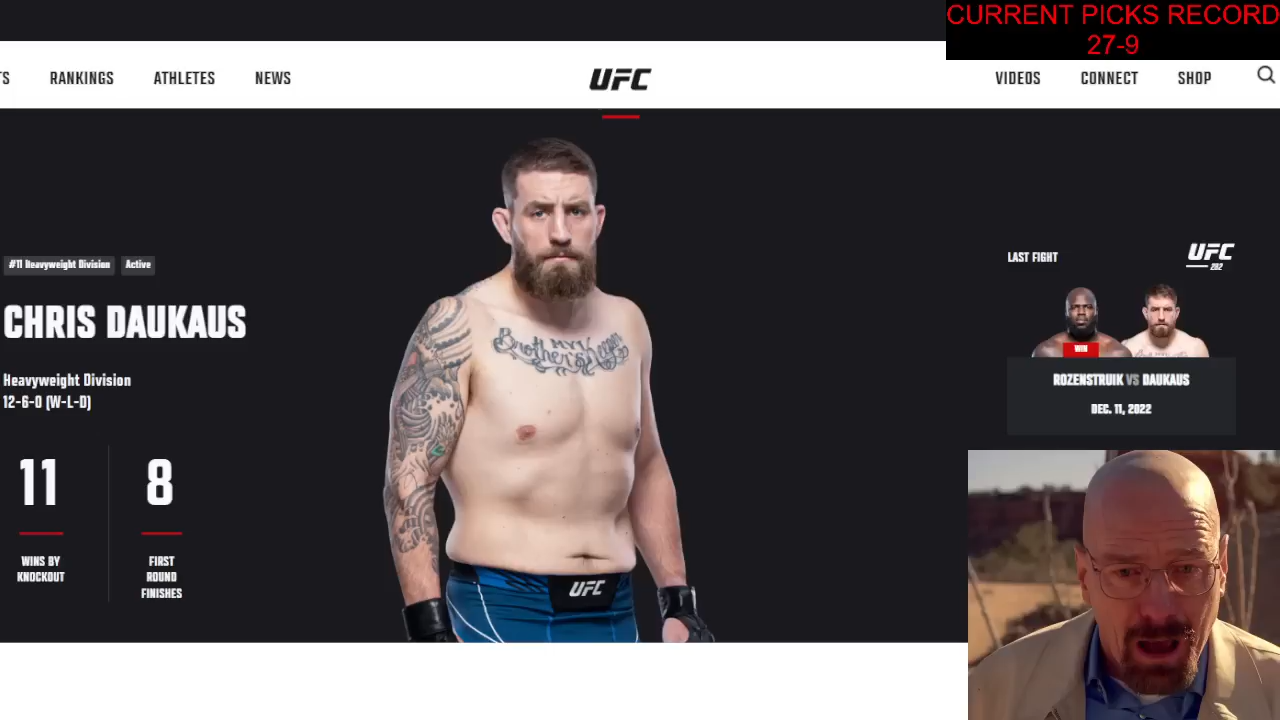 CURRENT PICKS RECORD
27-9
RANKINGS
ATHLETES
NEWS
UFC
VIDEOS
CONNECT
SHOP
#11 Heavyweight Division
Active
CHRIS DAUKAUS
Heavyweight Division
12-6-0 (W-L-D)
11
WINS BY
KNOCKOUT
8
FIRST
ROUND
FINISHES
Brother's
UFC
LAST FIGHT
UFC
282
WIN
ROZENSTRUIK VS DAUKAUS
DEC. 11, 2022